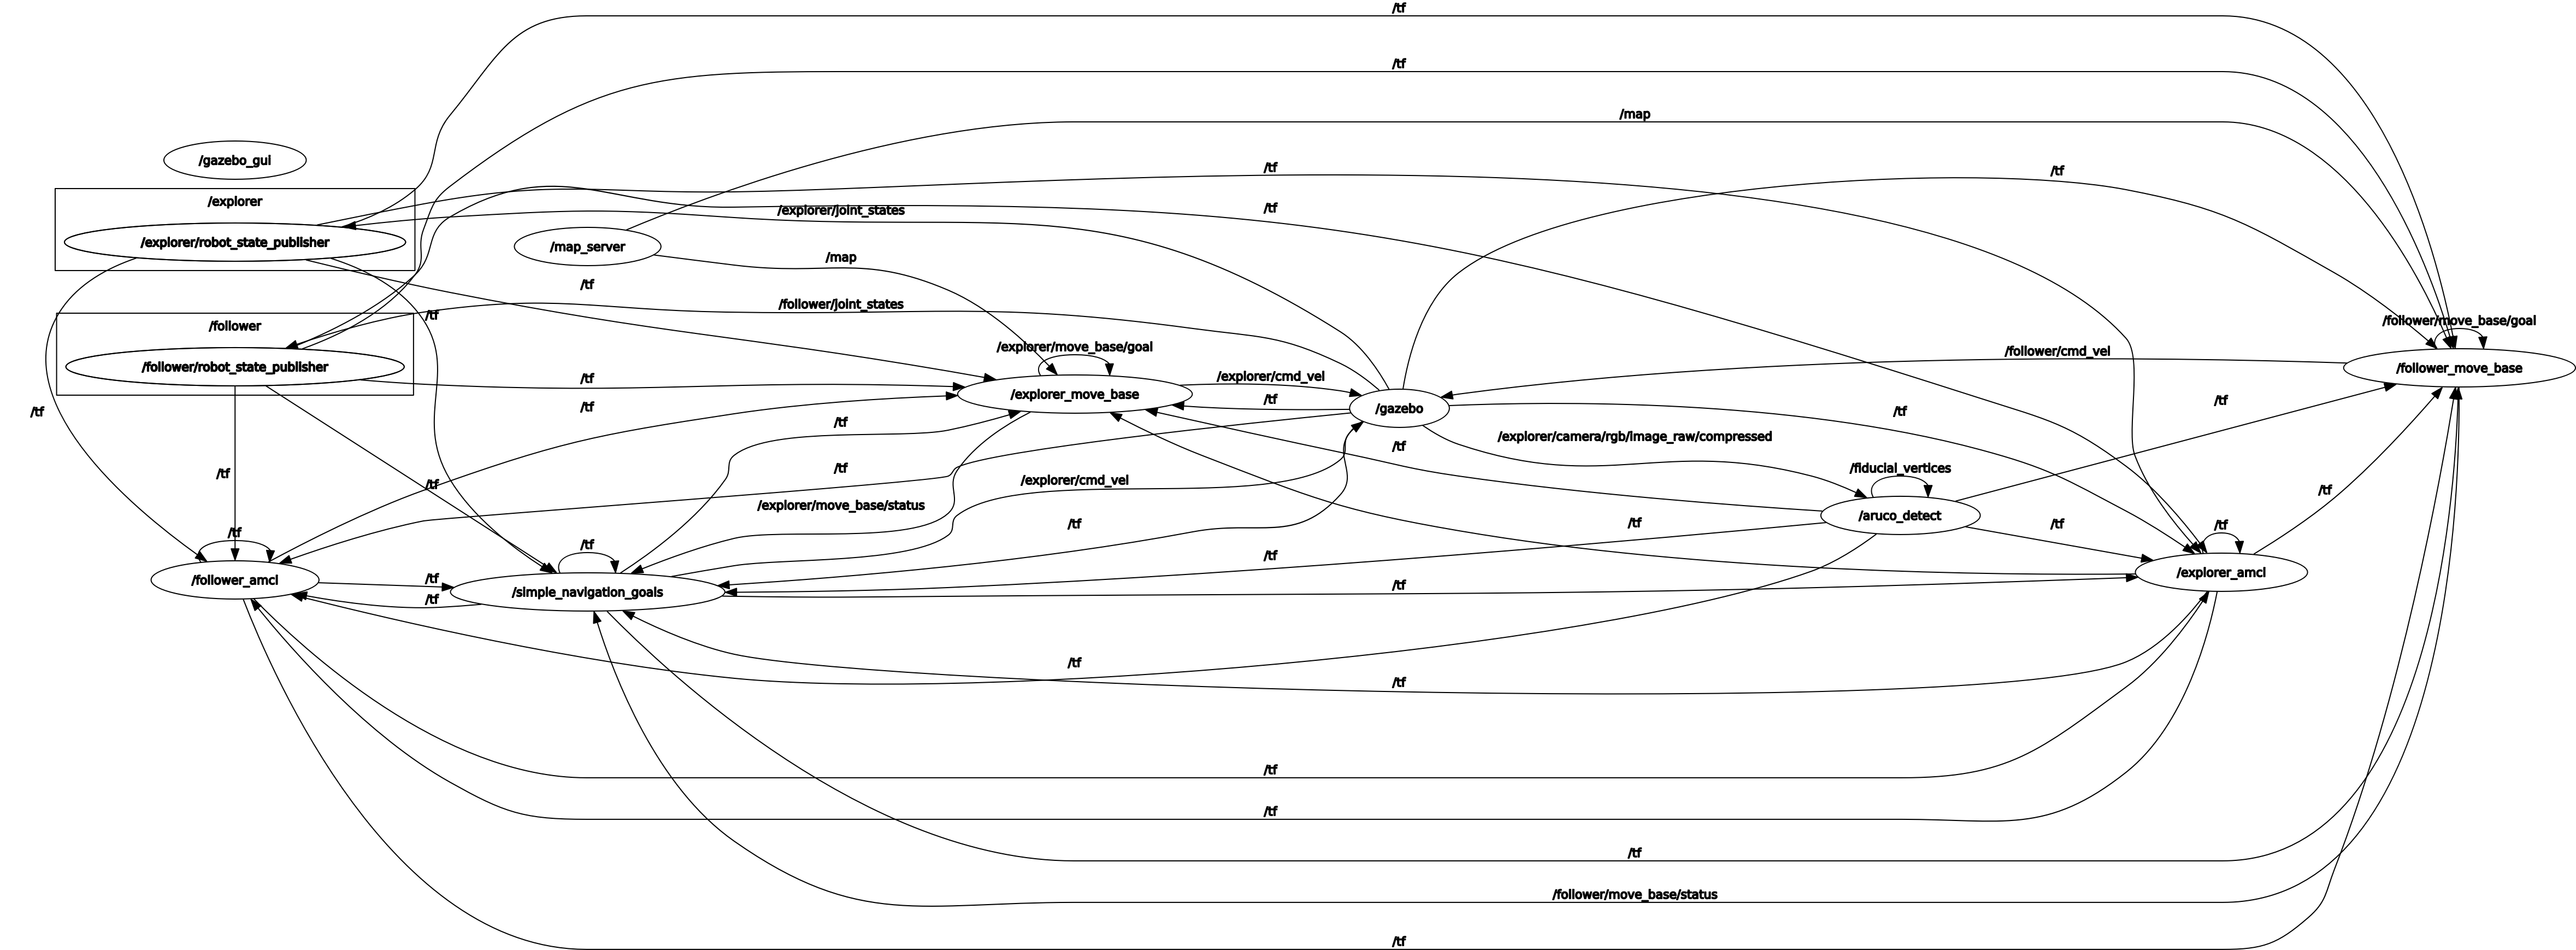 /tf
/tf
/map
/gazebo_gui
/tf
/tf
/explorer
/tf
/explorer/joint_states
/explorer/robot_state_publisher
/map_server
/map
/tf
/follower/joint_states
/tf
/follower
/follower/move_base/goal
/explorer/move_base/goal
/follower/cmd_vel
/follower/robot_state_publisher
/follower_move_base
/tf
/explorer/cmd_vel
/explorer_move_base
/tf
/tf
/gazebo
/tf
/tf
/tf
/tf
/explorer/camera/rgb/image_raw/compressed
/tf
/tf
/tf
/fiducial_vertices
/explorer/cmd_vel
/tf
/tf
/explorer/move_base/status
/aruco_detect
/tf
/tf
/tf
/tf
/tf
/tf
/tf
/follower_amcl
/tf
/simple_navigation_goals
/tf
/explorer_amcl
/tf
/tf
/tf
/tf
/tf
/tf
/tf
/follower/move_base/status
/tf